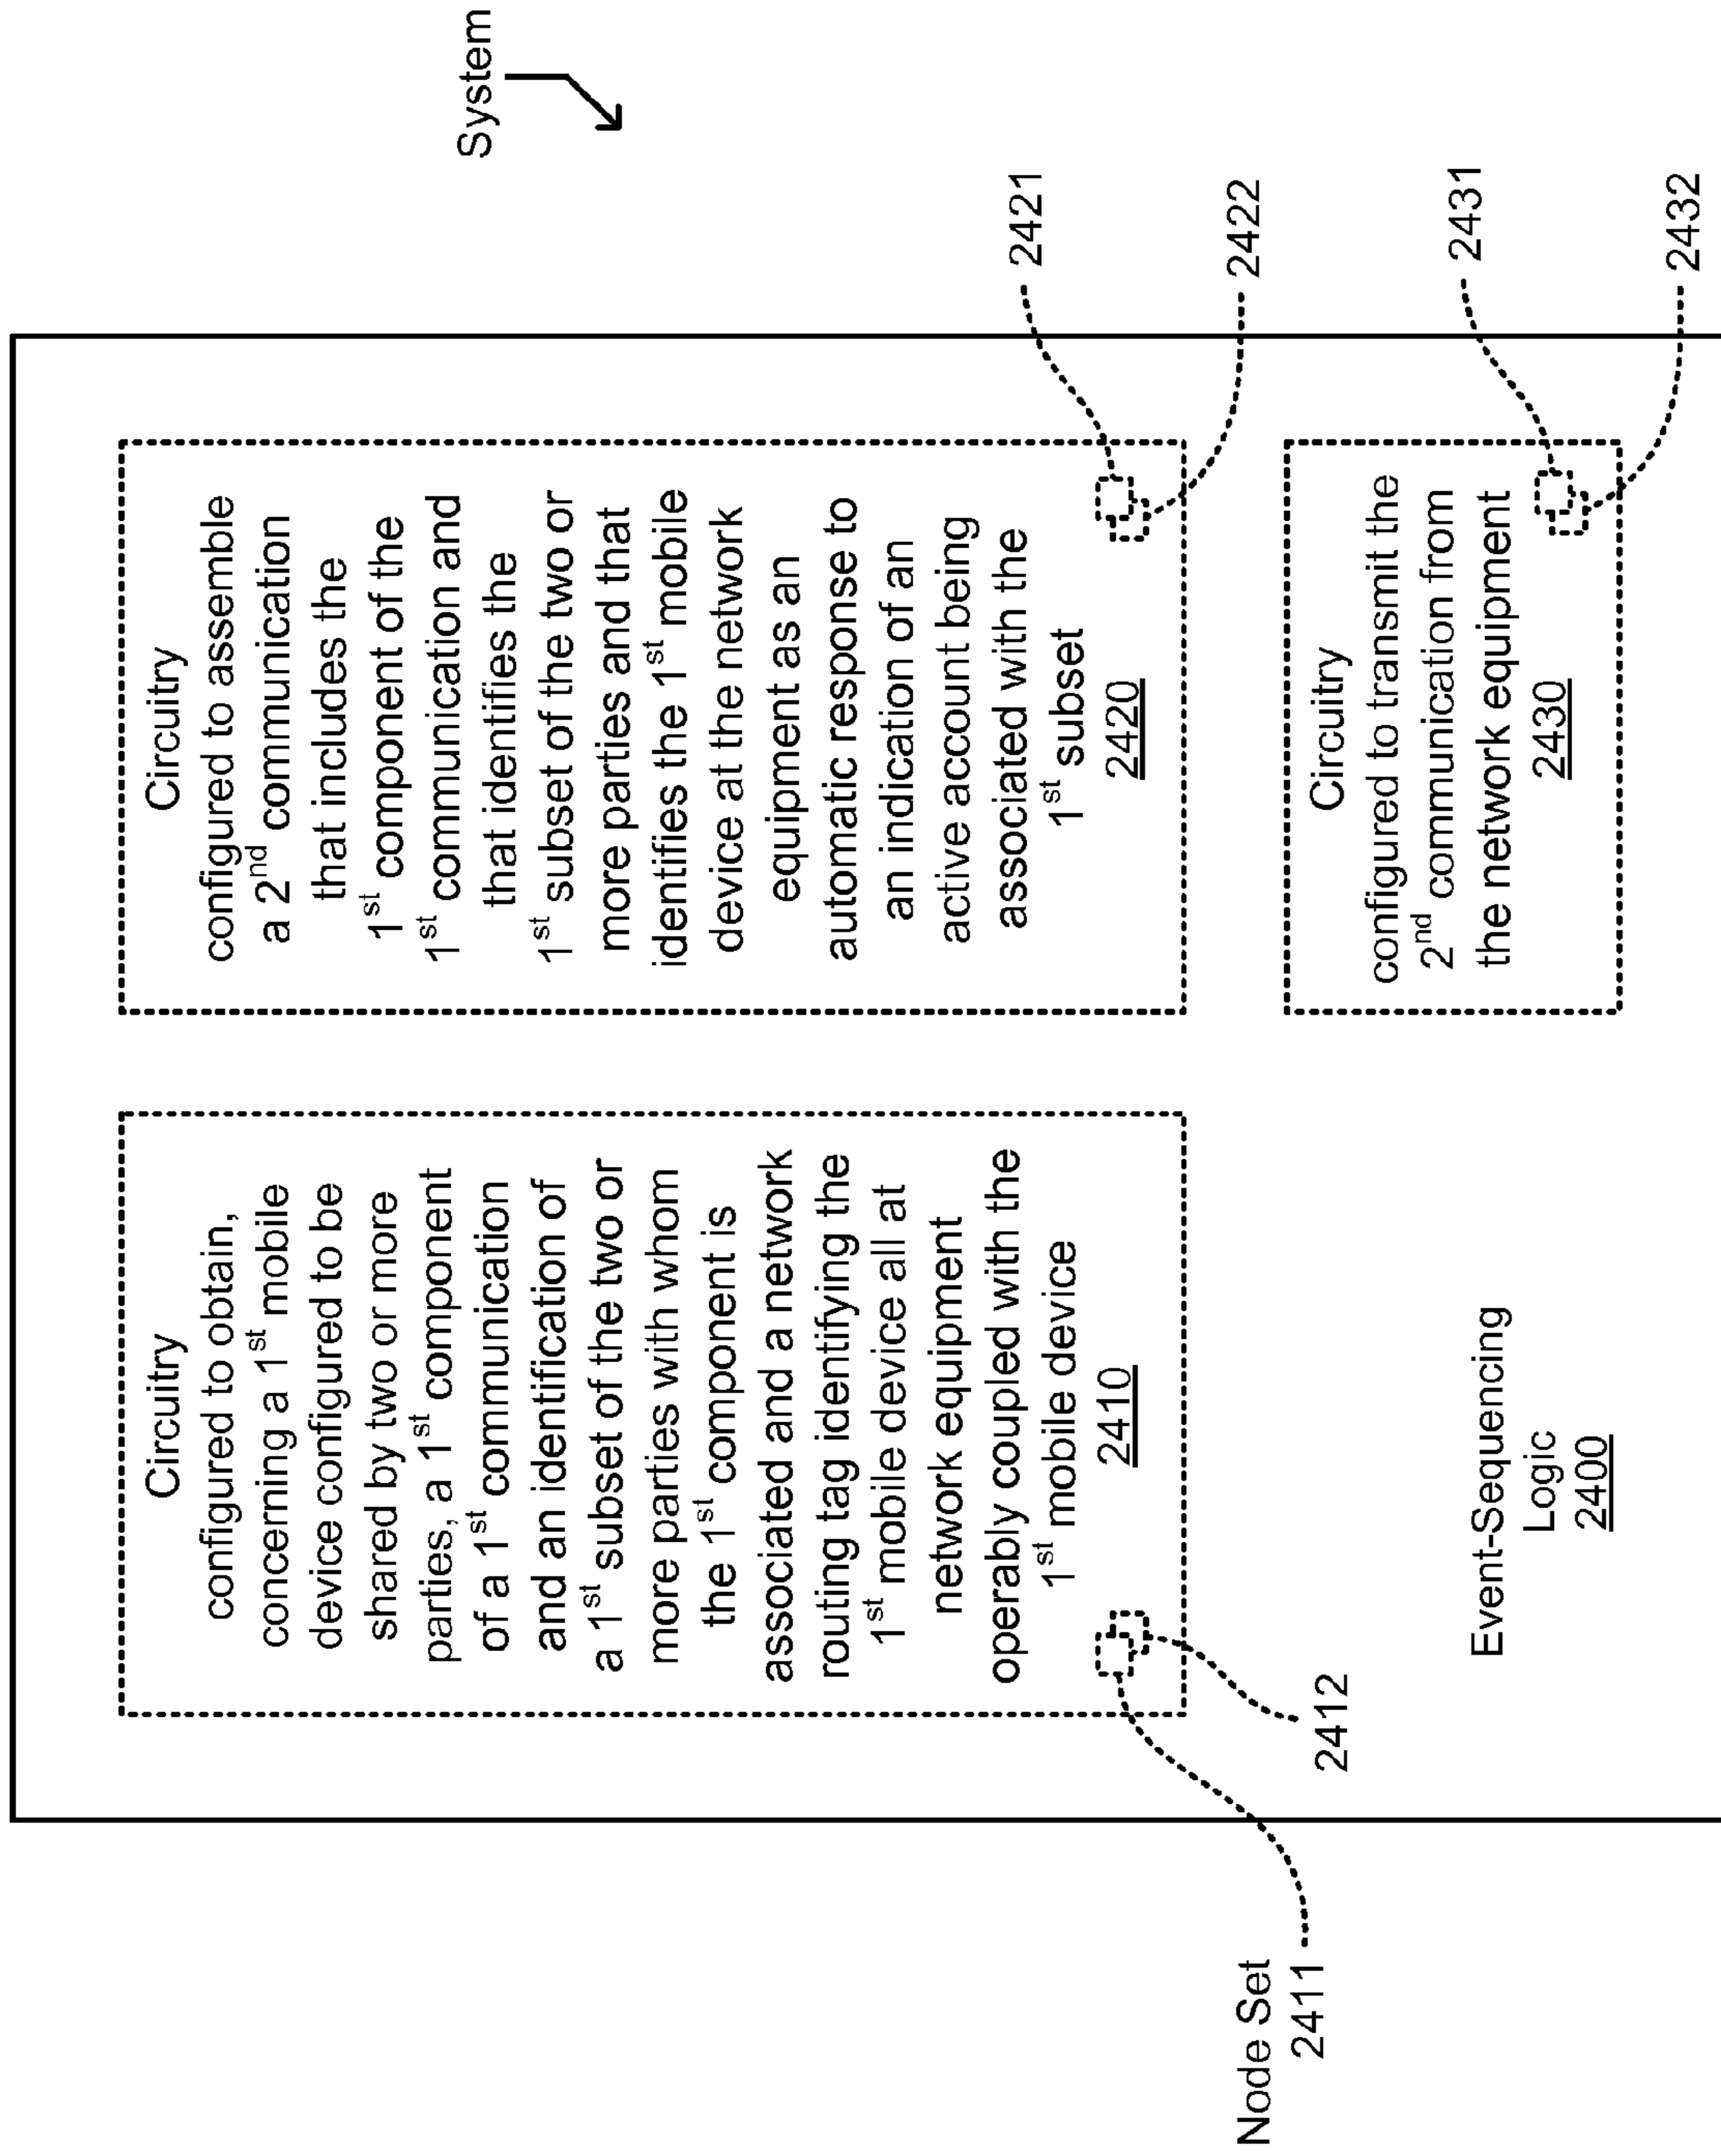 System
Circuitry
configured to obtain,
concerning a 1st mobile
device configured to be
shared by two or more
parties, a 1st component
of a 1st communication
and an identification of
a 1st subset of the two or
more parties with whom
the 1st component is
associated and a network
routing tag identifying the
1st mobile device all at
network equipment
operably coupled with the
1st mobile device
2410
Circuitry
configured to assemble
a 2nd communication
that includes the
1st component of the
1st communication and
that identifies the
1st subset of the two or
more parties and that
identifies the 1st mobile
device at the network
equipment as an
automatic response to
an indication of an
active account being
associated with the
1st subset
2420
2421
2422
Node Set
2411
2412
Event-Sequencing
Logic
2400
Circuitry
configured to transmit the
2nd communication from
the network equipment
2430
2431
2432